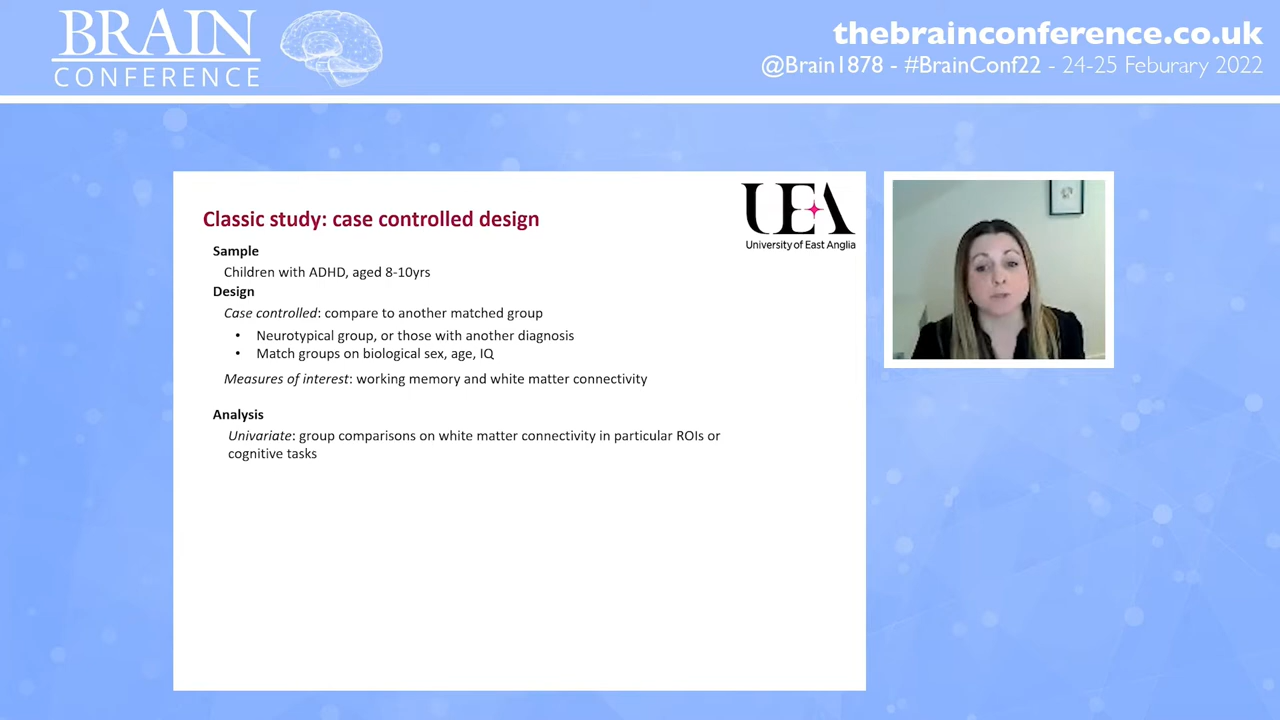 BRAIN
CONFERENCE
thebrainconference.co.uk
@Brain1878 - #BrainConf22 - 24-25 Feburary 2022
Classic study: case controlled design
UEA
University of East Anglia
Sample
Children with ADHD, aged 8-10yrs
Design
Case controlled: compare to another matched group
• Neurotypical group, or those with another diagnosis
• Match groups on biological sex, age, IQ
Measures of interest: working memory and white matter connectivity
Analysis
Univariate: group comparisons on white matter connectivity in particular ROIs or
cognitive tasks